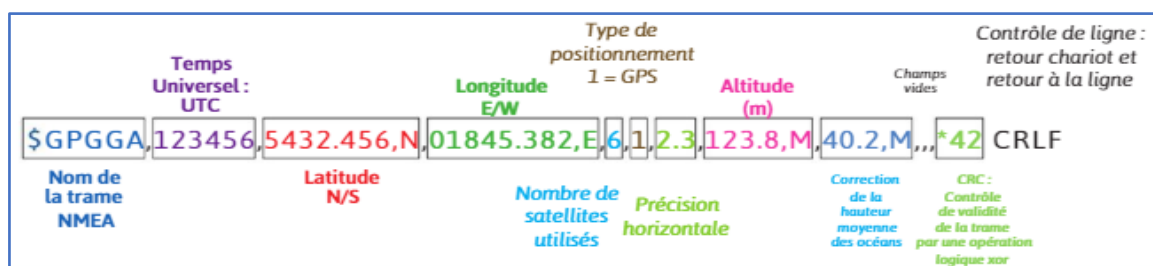 Type de
positionnement
1 = GPS
Contrôle de ligne :
retour chariot et
retour à la ligne
Temps
Universel :
UTC
Longitude
E/W
Altitude
(m)
Champs
vides
$GPGGA,123456,5432.456,N,01845.382,E,6,1,2.3,123.8,M,40.2,M,,,*42 CRLF
Nom de
la trame
NMEA
Latitude
N/S
Nombre de
satellites
utilisés
Précision
horizontale
Correction
de la
hauteur
moyenne
des océans
CRC :
Contrôle
de validité
de la trame
par une opération
logique xor